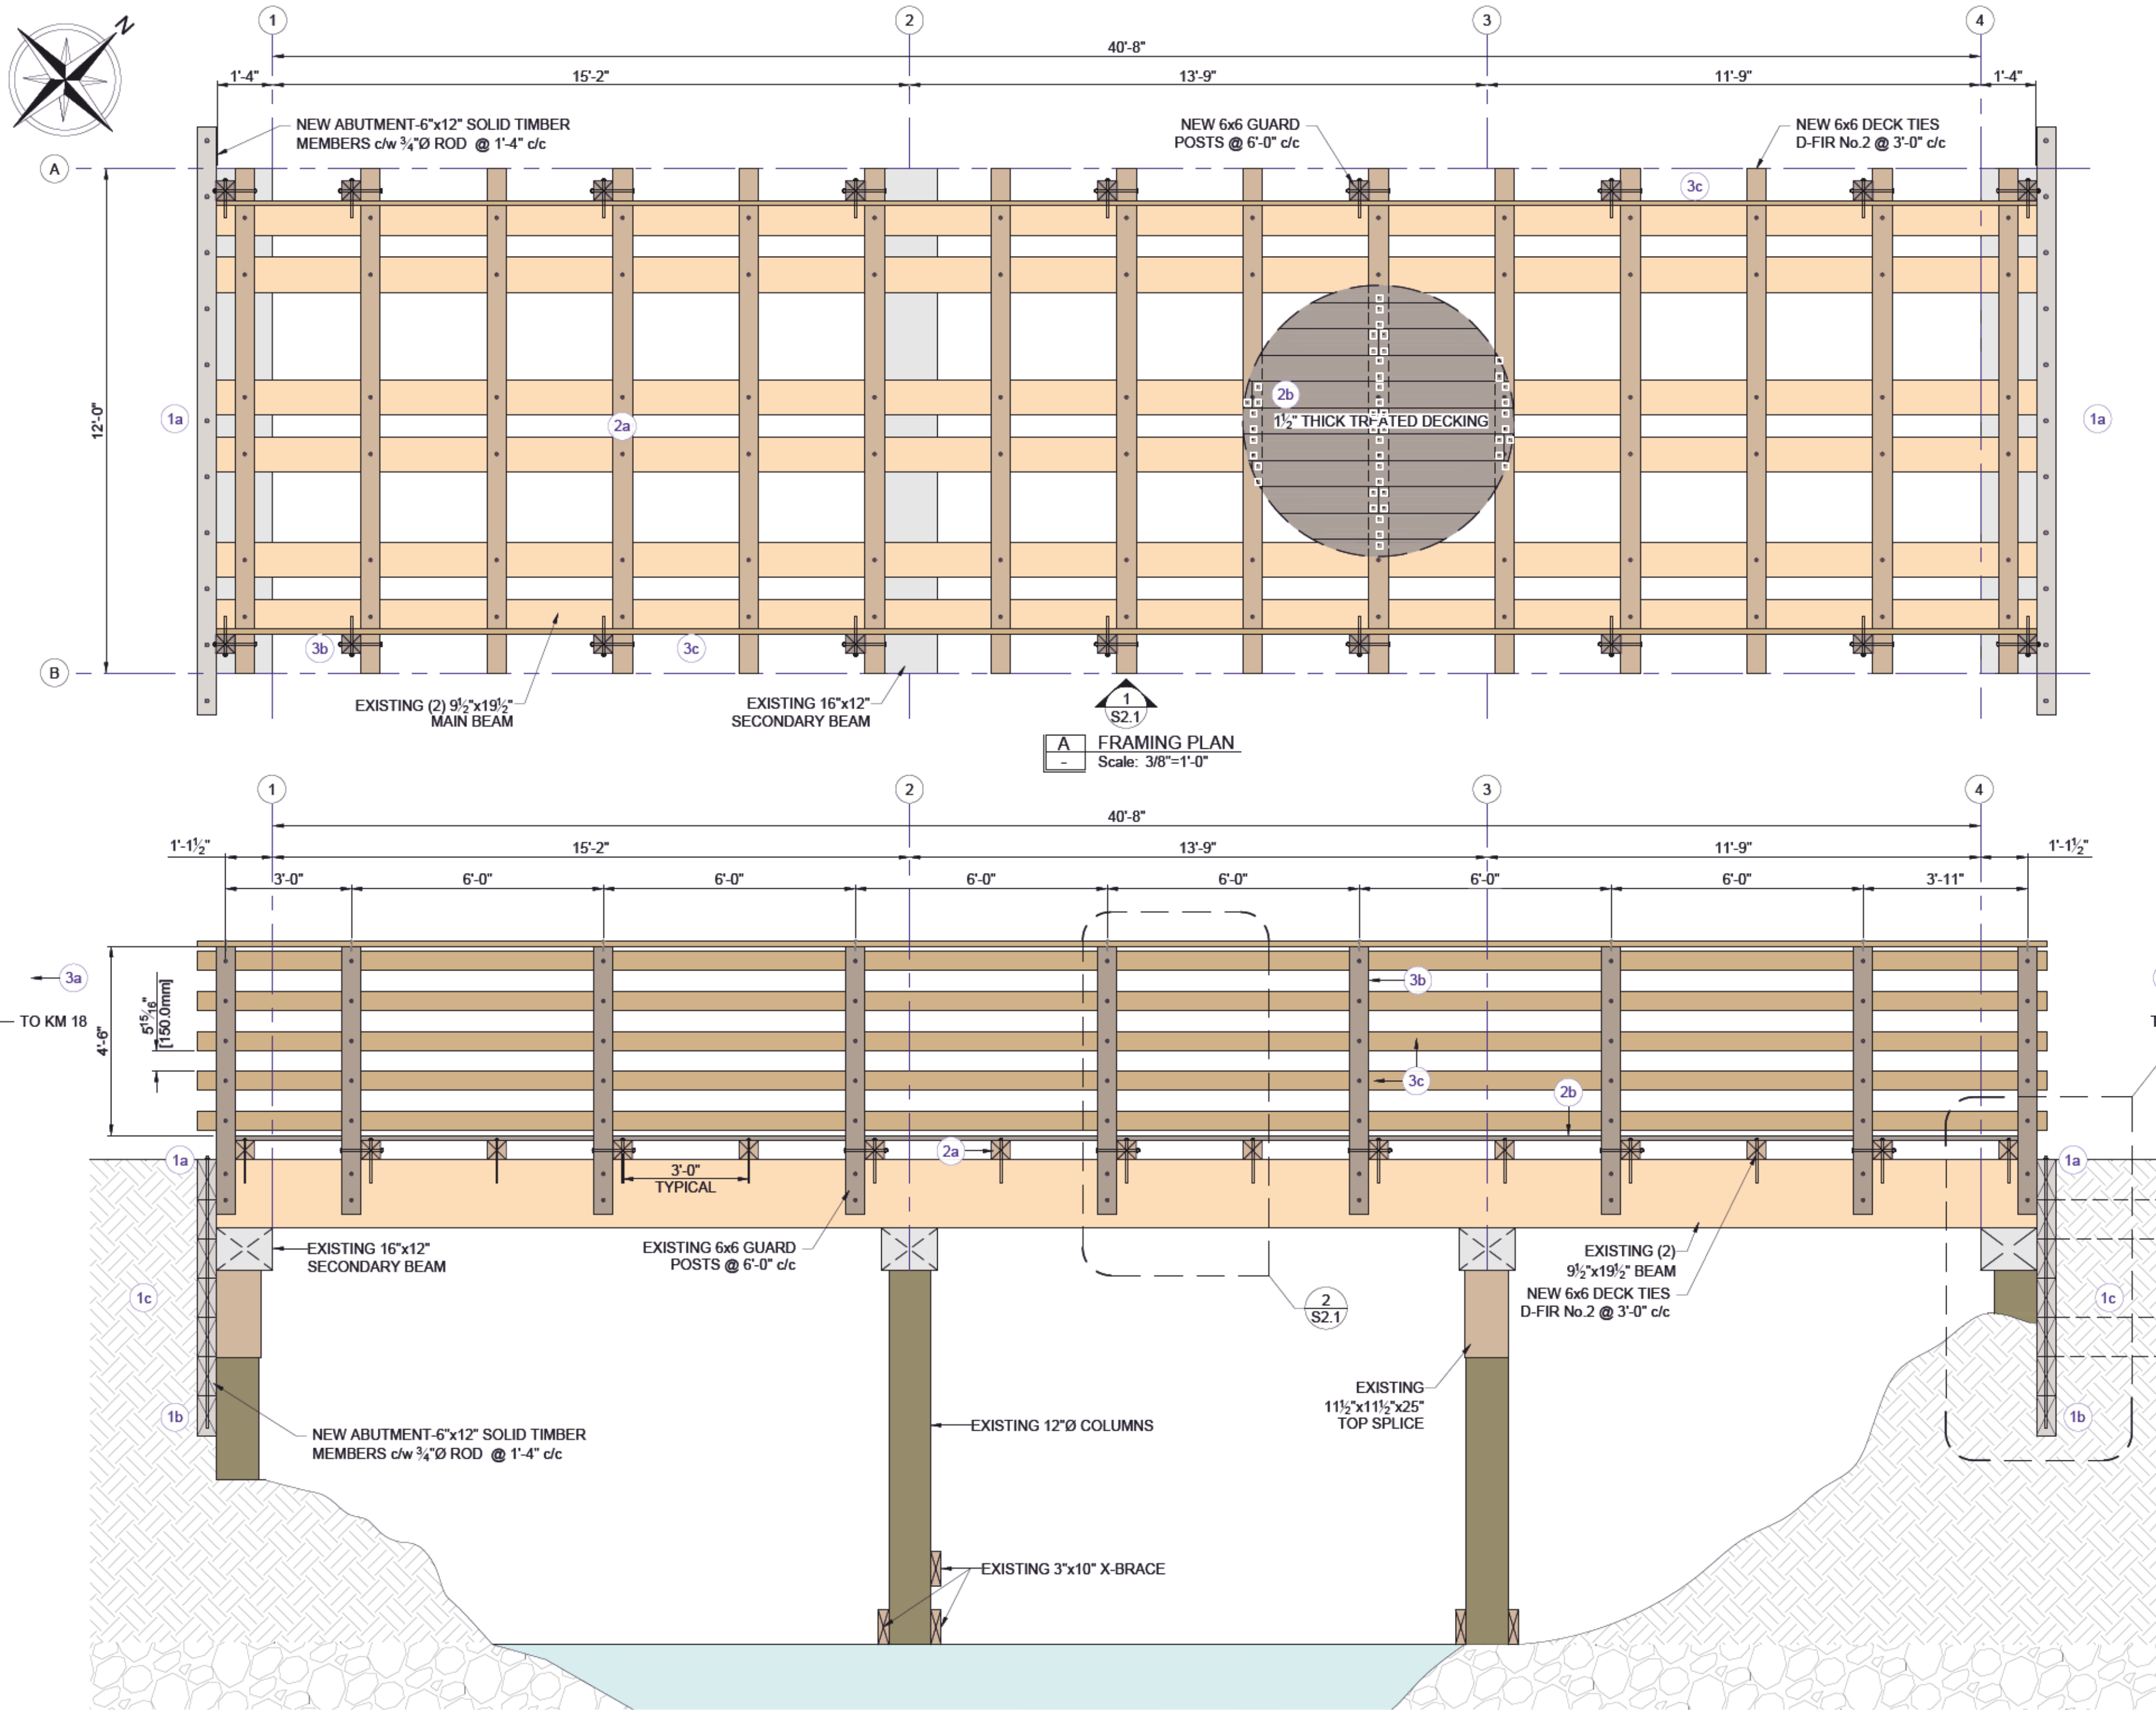 N
1
2
3
4
40'-8"
1'-4"
15'-2"
13'-9"
11'-9"
1'-4"
NEW ABUTMENT-6"x12" SOLID TIMBER
MEMBERS c/w ¾"Ø ROD @ 1'-4" c/c
NEW 6x6 GUARD
POSTS @ 6'-0" c/c
NEW 6x6 DECK TIES
D-FIR No.2 @ 3'-0" c/c
A
3c
12'-0"
1a
2a
2b
1½" THICK TREATED DECKING
1a
3b
3c
B
EXISTING (2) 9½"x19½"
MAIN BEAM
EXISTING 16"x12"
SECONDARY BEAM
1
S2.1
A
FRAMING PLAN
-
Scale: 3/8"=1'-0"
1
2
3
4
40'-8"
1'-1½"
15'-2"
13'-9"
11'-9"
1'-1½"
3'-0"
6'-0"
6'-0"
6'-0"
6'-0"
6'-0"
6'-0"
3'-11"
3a
3b
TO KM 18
4'-6"
5 15/16"
[150.0mm]
3c
2b
1a
2a
1a
3'-0"
TYPICAL
EXISTING 16"x12"
SECONDARY BEAM
EXISTING 6x6 GUARD
POSTS @ 6'-0" c/c
EXISTING (2)
9½"x19½" BEAM
NEW 6x6 DECK TIES
D-FIR No.2 @ 3'-0" c/c
1c
2
S2.1
1c
EXISTING
11½"x11½"x25"
TOP SPLICE
1b
NEW ABUTMENT-6"x12" SOLID TIMBER
MEMBERS c/w ¾"Ø ROD @ 1'-4" c/c
EXISTING 12"Ø COLUMNS
1b
EXISTING 3"x10" X-BRACE